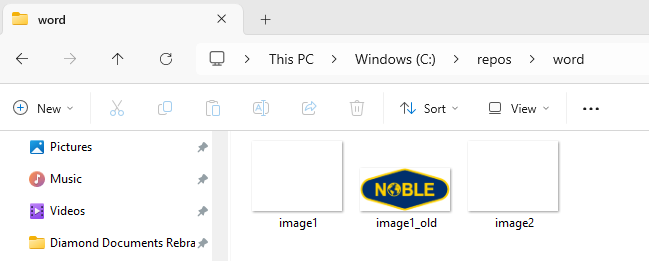 word
This PC > Windows (C:) > repos > word
New Sort View
Pictures
Music
Videos
Diamond Documents Rebra
NOBLE
image1 image1_old image2